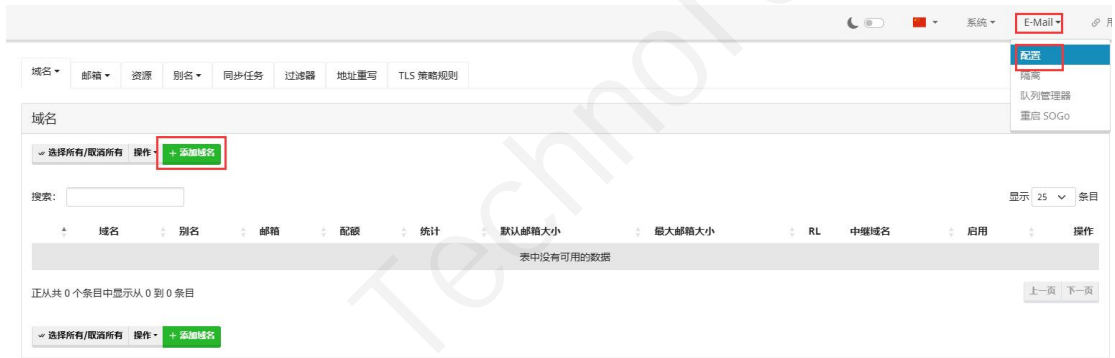 系统 E-Mail 用
配置
隔离
队列管理器
重启 SOGo
域名 邮箱 资源 别名 同步任务 过滤器 地址重写 TLS 策略规则
域名
选择所有/取消所有 操作 + 添加域名
搜索:
显示 25 条目
域名 别名 邮箱 配额 统计 默认邮箱大小 最大邮箱大小 RL 中继域名 启用 操作
表中没有可用的数据
正从共 0 个条目中显示从 0 到 0 条目
上一页 下一页
选择所有/取消所有 操作 + 添加域名
Technol